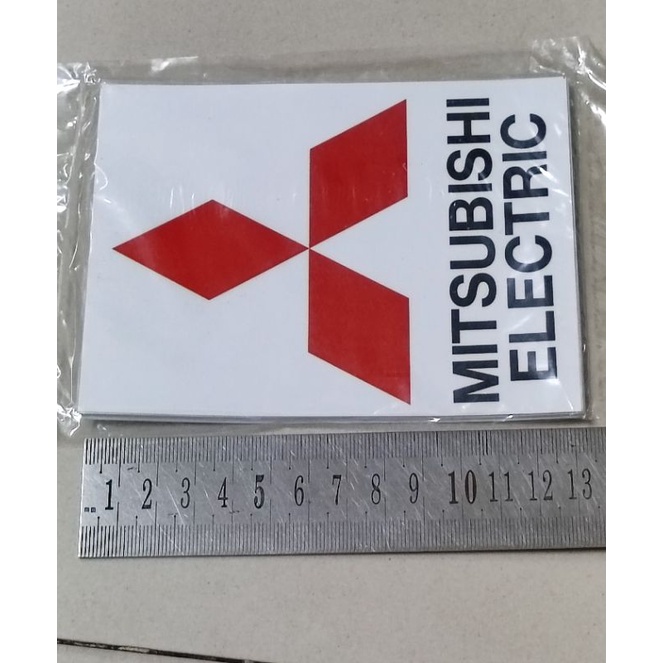 MITSUBISHI
ELECTRIC
1 2 3 4 5 6 7 8 9 10 11 12 13